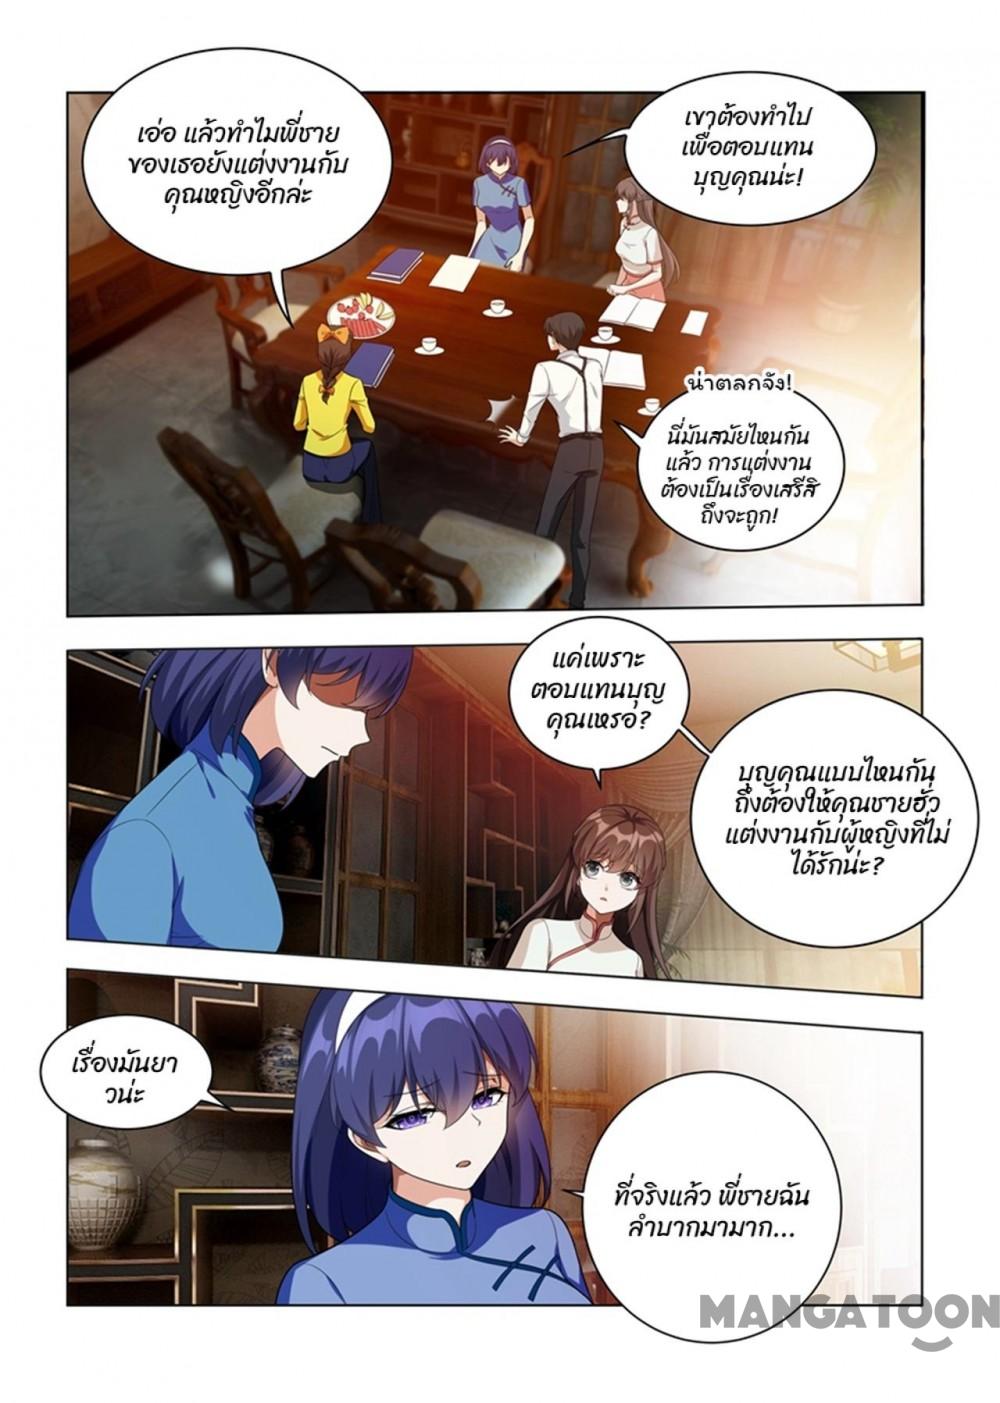 เอ่อ แล้วทำไมพี่ชาย
ของเธอยังแต่งงานกับ
คุณหญิงอีกล่ะ
เขาต้องทำไป
เพื่อตอบแทน
บุญคุณน่ะ!
น่าตลกจัง!
นี่มันสมัยไหนกัน
แล้ว การแต่งงาน
ต้องเป็นเรื่องเสรีสิ
ถึงจะถูก!
แค่เพราะ
ตอบแทนบุญ
คุณเหรอ?
บุญคุณแบบไหนกัน
ถึงต้องให้คุณชายฮั่ว
แต่งงานกับผู้หญิงที่ไม่
ได้รักน่ะ?
เรื่องมันยา
วน่ะ
ที่จริงแล้ว พี่ชายฉัน
ลำบากมามาก...
MANGATOON